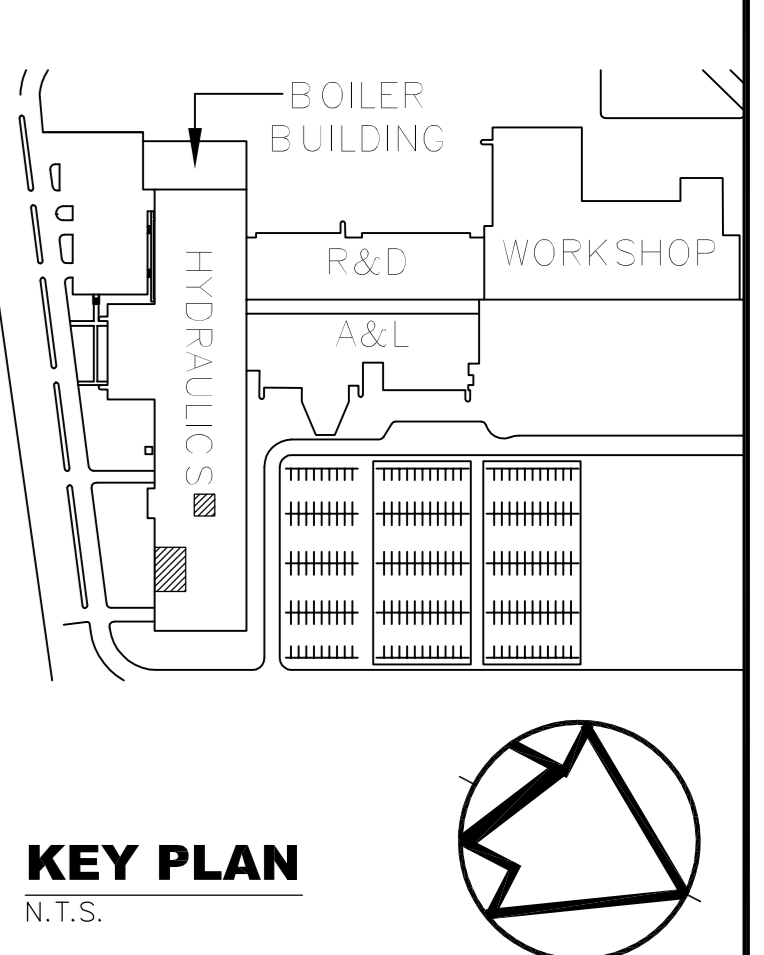 BOILER
BUILDING
R&D
WORKSHOP
HYDRAULICS
A&L
KEY PLAN
N.T.S.